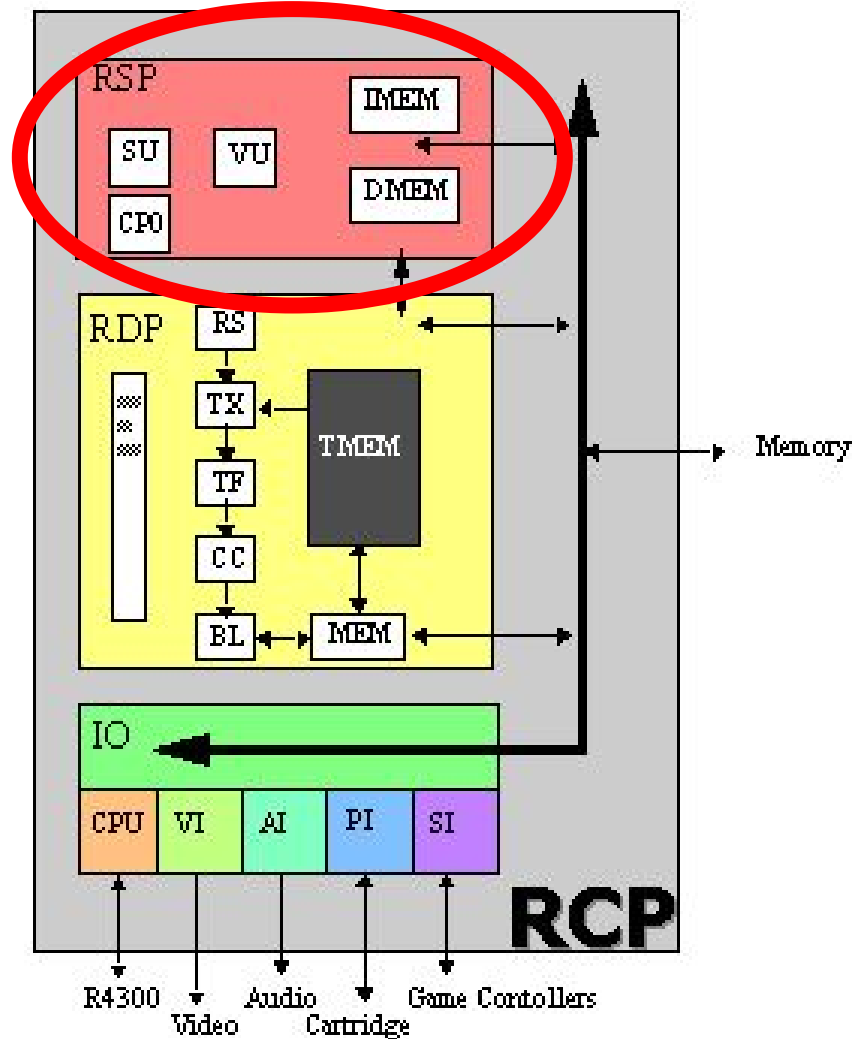 RSP
IMEM
SU
VU
DMEM
CP0
RDP
RS
TX
TMEM
Memory
TF
CC
BL
MEM
IO
CPU
VI
AI
PI
SI
RCP
R4300
Audio
Game Contollers
Video
Cartridge